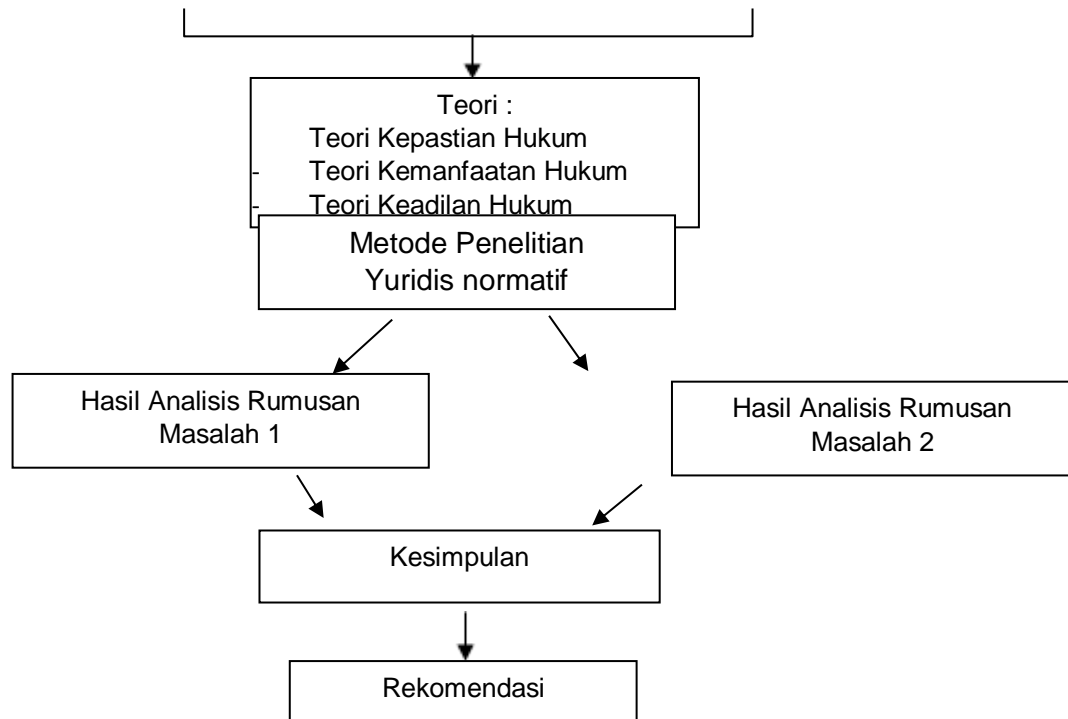 Teori :
Teori Kepastian Hukum
- Teori Kemanfaatan Hukum
- Teori Keadilan Hukum
Metode Penelitian
Yuridis normatif
Hasil Analisis Rumusan
Masalah 1
Hasil Analisis Rumusan
Masalah 2
Kesimpulan
Rekomendasi